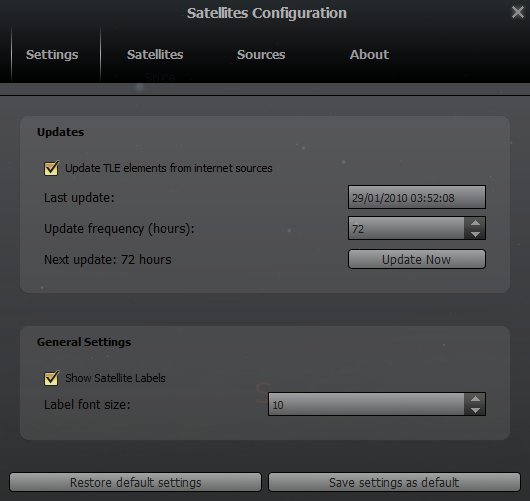 Satellites Configuration
Settings Satellites Sources About
Spica
Updates
Update TLE elements from internet sources
Last update: 29/01/2010 03:52:08
Update frequency (hours): 72
Next update: 72 hours Update Now
General Settings
Show Satellite Labels
S
Label font size: 10
Restore default settings Save settings as default